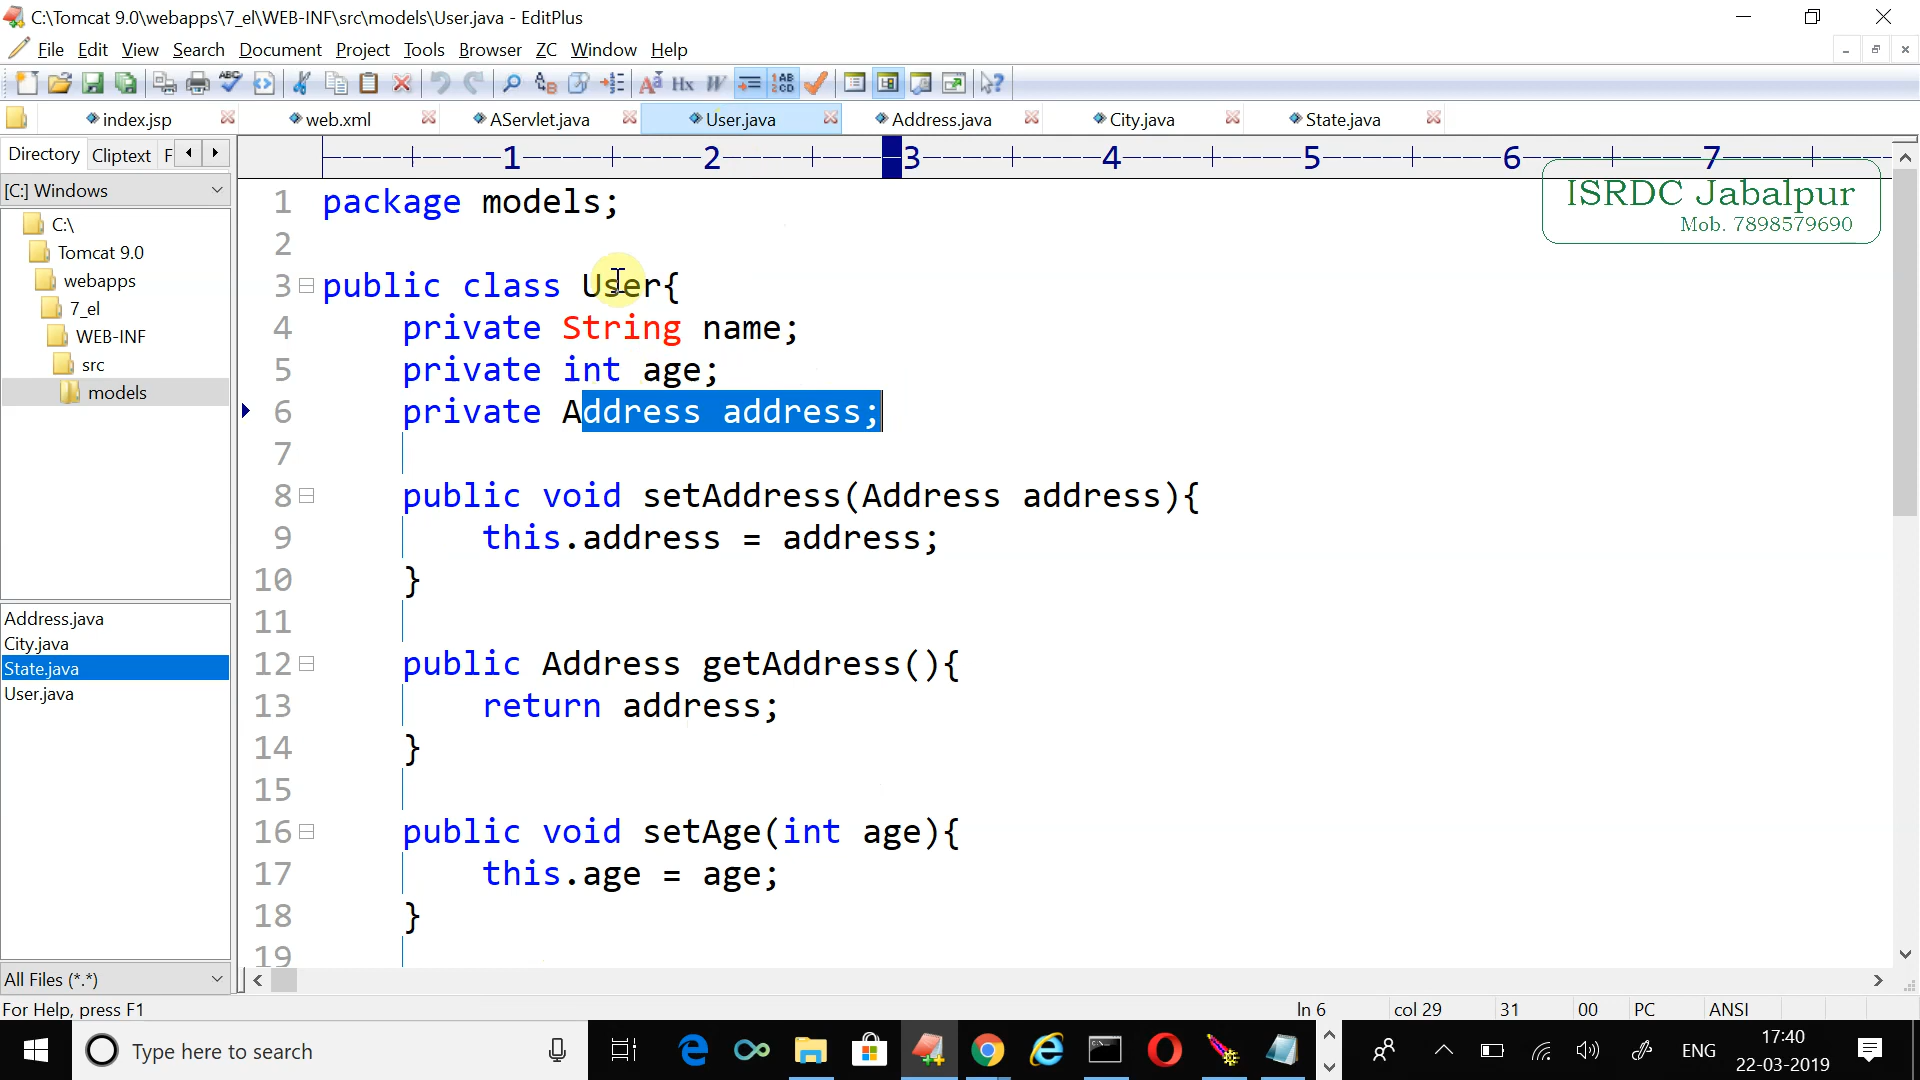 C:\Tomcat 9.0\webapps\7_el\WEB-INF\src\models\User.java - EditPlus
File Edit View Search Document Project Tools Browser ZC Window Help
index.jsp web.xml AServlet.java User.java Address.java City.java State.java
Directory Cliptext F
----+----1----+----2----+----3----+----4----+----5----+----6----+----7----+---
[C:] Windows
C:\
Tomcat 9.0
webapps
7_el
WEB-INF
src
models
Address.java
City.java
State.java
User.java
All Files (*.*)
1 package models;
2
3 public class User{
4 private String name;
5 private int age;
6 private Address address;
7
8 public void setAddress(Address address){
9 this.address = address;
10 }
11
12 public Address getAddress(){
13 return address;
14 }
15
16 public void setAge(int age){
17 this.age = age;
18 }
19
ISRDC Jabalpur
Mob. 7898579690
For Help, press F1 ln 6 col 29 31 00 PC ANSI
Type here to search
ENG
17:40
22-03-2019